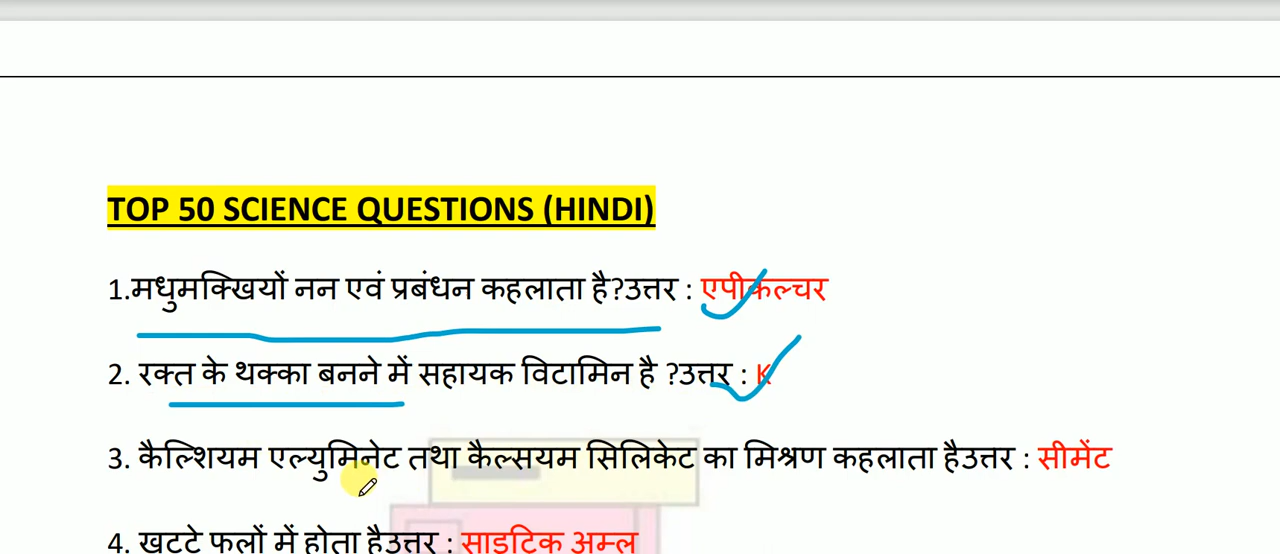 TOP 50 SCIENCE QUESTIONS (HINDI)
1.मधुमक्खियों नन एवं प्रबंधन कहलाता है?उत्तर : एपीकल्चर
2. रक्त के थक्का बनने में सहायक विटामिन है ?उत्तर : K
3. कैल्शियम एल्युमिनेट तथा कैल्सयम सिलिकेट का मिश्रण कहलाता हैउत्तर : सीमेंट
4. खटटे फलों में होता हैउत्तर : साइटिक अम्ल